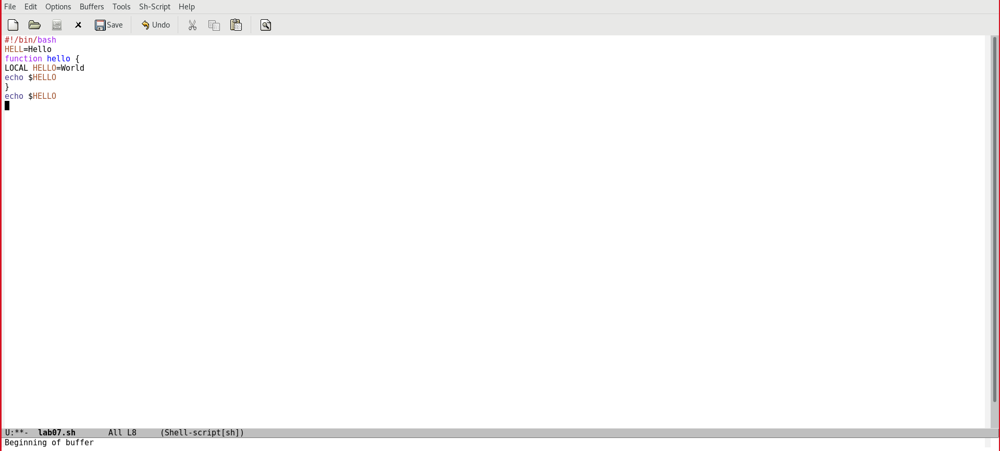 File Edit Options Buffers Tools Sh-Script Help
Save Undo
#!/bin/bash
HELL=Hello
function hello {
LOCAL HELLO=World
echo $HELLO
}
echo $HELLO
U:**-  lab07.sh       All L8     (Shell-script[sh])
Beginning of buffer